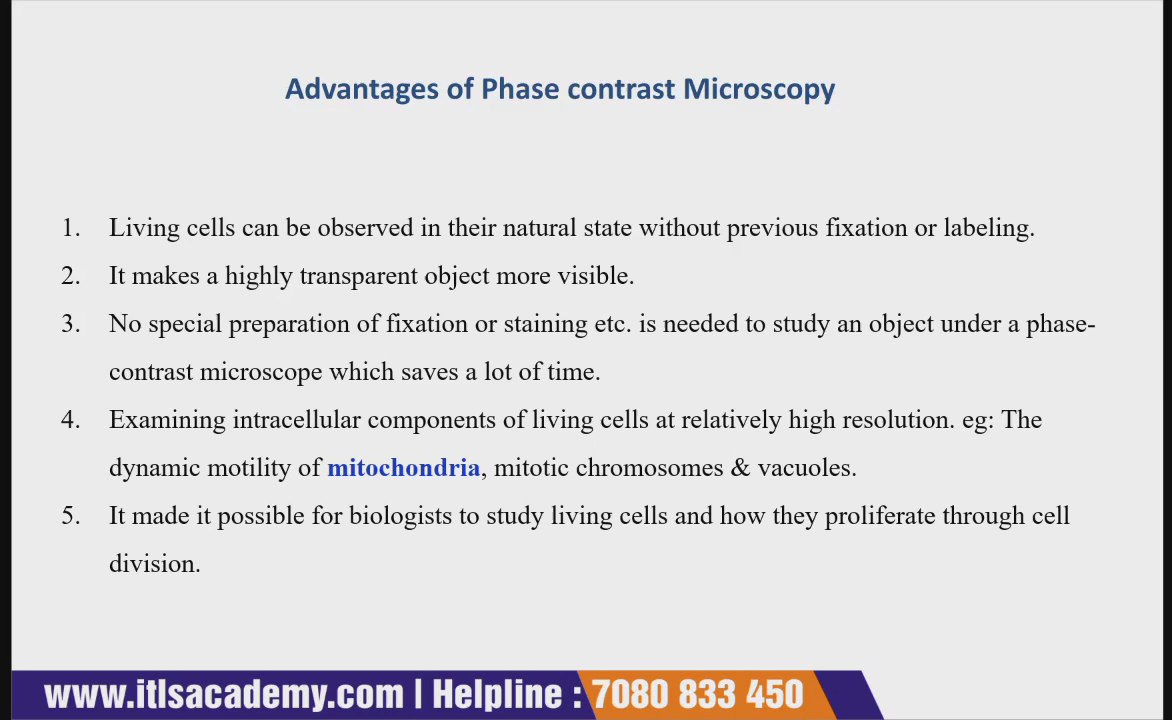 Advantages of Phase contrast Microscopy
1. Living cells can be observed in their natural state without previous fixation or labeling.
2. It makes a highly transparent object more visible.
3. No special preparation of fixation or staining etc. is needed to study an object under a phase-
contrast microscope which saves a lot of time.
4. Examining intracellular components of living cells at relatively high resolution. eg: The
dynamic motility of mitochondria, mitotic chromosomes & vacuoles.
5. It made it possible for biologists to study living cells and how they proliferate through cell
division.
www.itlsacademy.com | Helpline : 7080 833 450